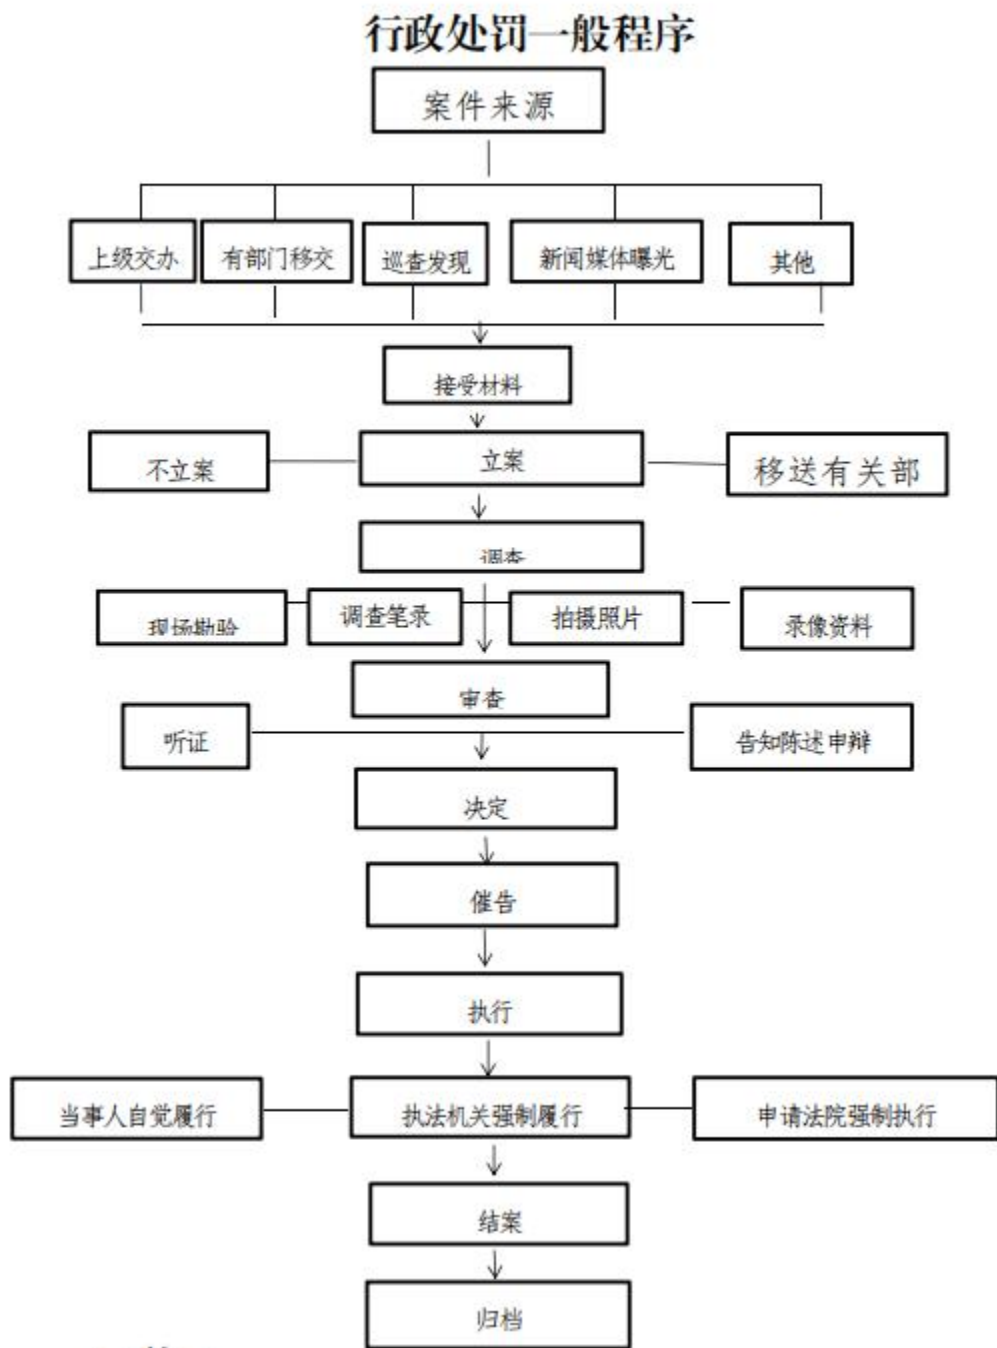 行政处罚一般程序
案件来源
上级交办
有部门移交
巡查发现
新闻媒体曝光
其他
接受材料
不立案
立案
移送有关部
调查
现场勘验
调查笔录
拍摄照片
录像资料
审查
听证
告知陈述申辩
决定
催告
执行
当事人自觉履行
执法机关强制履行
申请法院强制执行
结案
归档